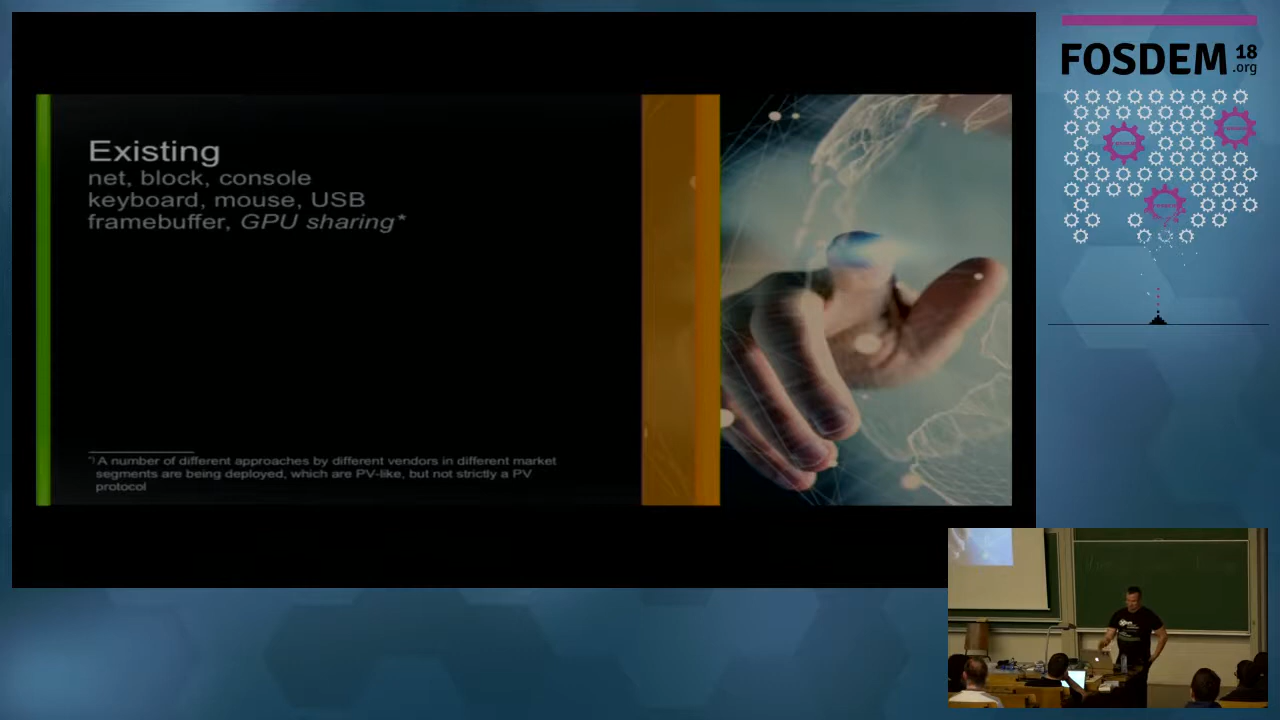 Existing
net, block, console
keyboard, mouse, USB
framebuffer, GPU sharing*
*) A number of different approaches by different vendors in different market
segments are being deployed, which are PV-like, but not strictly a PV
protocol
FOSDEM 18
.org